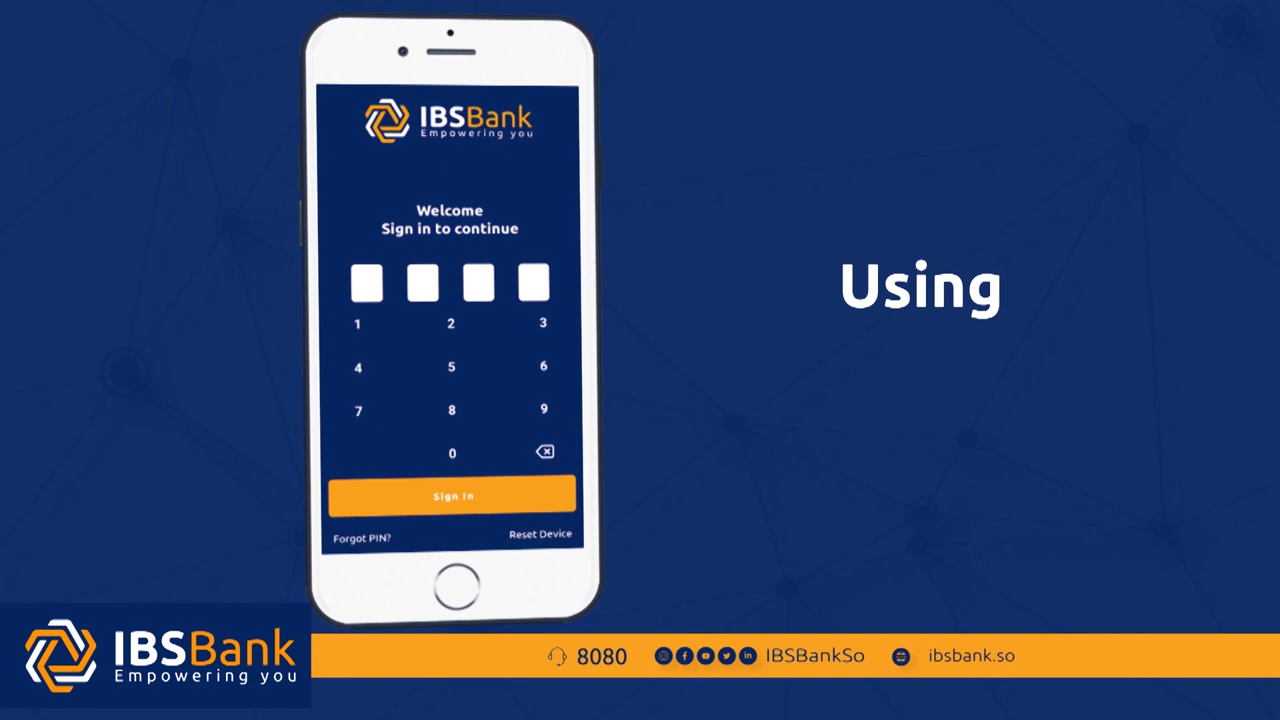 IBSBank
Empowering you
Welcome
Sign in to continue
1 2 3
4 5 6
7 8 9
0
Sign In
Forgot PIN? Reset Device
Using
IBSBank
Empowering you
8080 IBSBankSo ibsbank.so